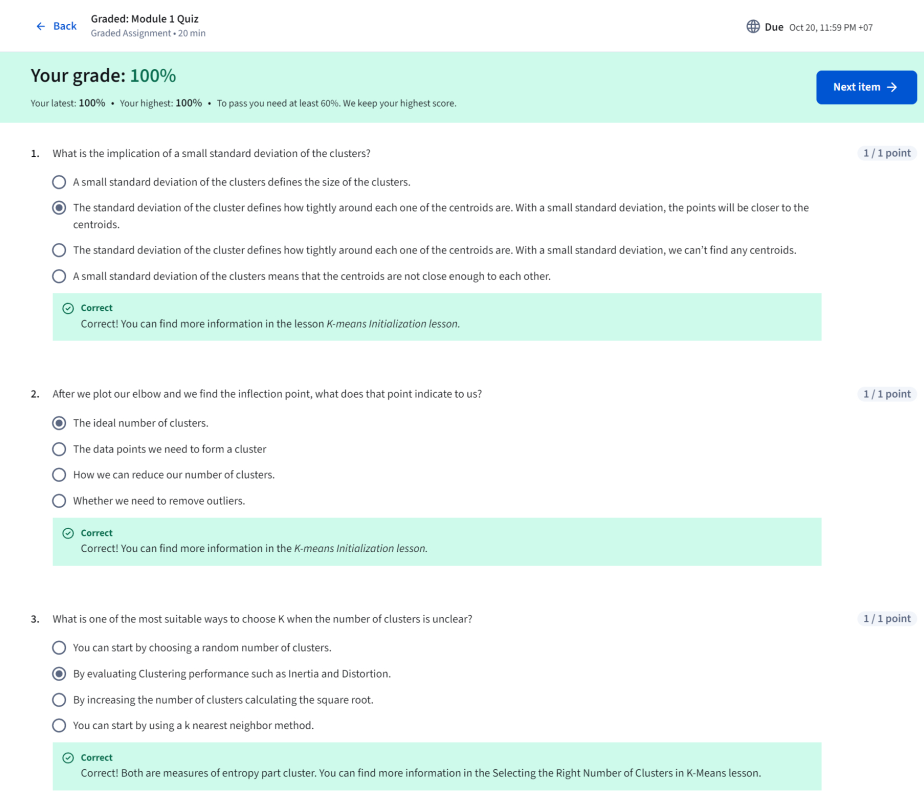 ← Back
Graded: Module 1 Quiz
Graded Assignment • 20 min
Due Oct 20, 11:59 PM +07
Your grade: 100%
Your latest: 100% • Your highest: 100% • To pass you need at least 60%. We keep your highest score.
Next item →
1. What is the implication of a small standard deviation of the clusters?
1 / 1 point
A small standard deviation of the clusters defines the size of the clusters.
The standard deviation of the cluster defines how tightly around each one of the centroids are. With a small standard deviation, the points will be closer to the
centroids.
The standard deviation of the cluster defines how tightly around each one of the centroids are. With a small standard deviation, we can't find any centroids.
A small standard deviation of the clusters means that the centroids are not close enough to each other.
Correct
Correct! You can find more information in the lesson K-means Initialization lesson.
2. After we plot our elbow and we find the inflection point, what does that point indicate to us?
1 / 1 point
The ideal number of clusters.
The data points we need to form a cluster
How we can reduce our number of clusters.
Whether we need to remove outliers.
Correct
Correct! You can find more information in the K-means Initialization lesson.
3. What is one of the most suitable ways to choose K when the number of clusters is unclear?
1 / 1 point
You can start by choosing a random number of clusters.
By evaluating Clustering performance such as Inertia and Distortion.
By increasing the number of clusters calculating the square root.
You can start by using a k nearest neighbor method.
Correct
Correct! Both are measures of entropy part cluster. You can find more information in the Selecting the Right Number of Clusters in K-Means lesson.